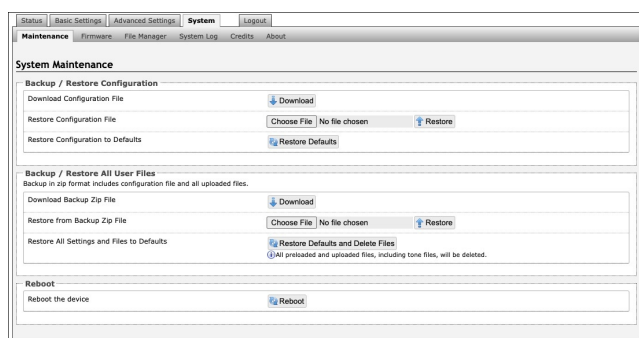 Status Basic Settings Advanced Settings System Logout
Maintenance Firmware File Manager System Log Credits About
System Maintenance
Backup / Restore Configuration
Download Configuration File Download
Restore Configuration File Choose File No file chosen Restore
Restore Configuration to Defaults Restore Defaults
Backup / Restore All User Files
Backup in zip format includes configuration file and all uploaded files.
Download Backup Zip File Download
Restore from Backup Zip File Choose File No file chosen Restore
Restore All Settings and Files to Defaults Restore Defaults and Delete Files
All preloaded and uploaded files, including tone files, will be deleted.
Reboot
Reboot the device Reboot